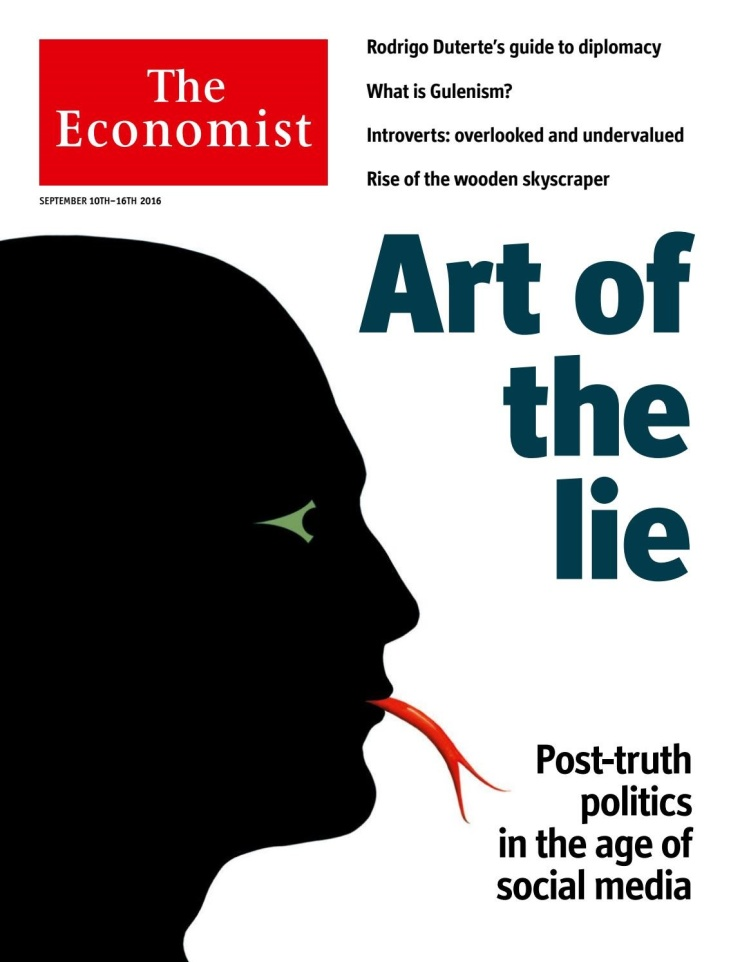 The
Economist
SEPTEMBER 10TH–16TH 2016
Rodrigo Duterte's guide to diplomacy
What is Gulenism?
Introverts: overlooked and undervalued
Rise of the wooden skyscraper
Art of
the
lie
Post-truth
politics
in the age of
social media